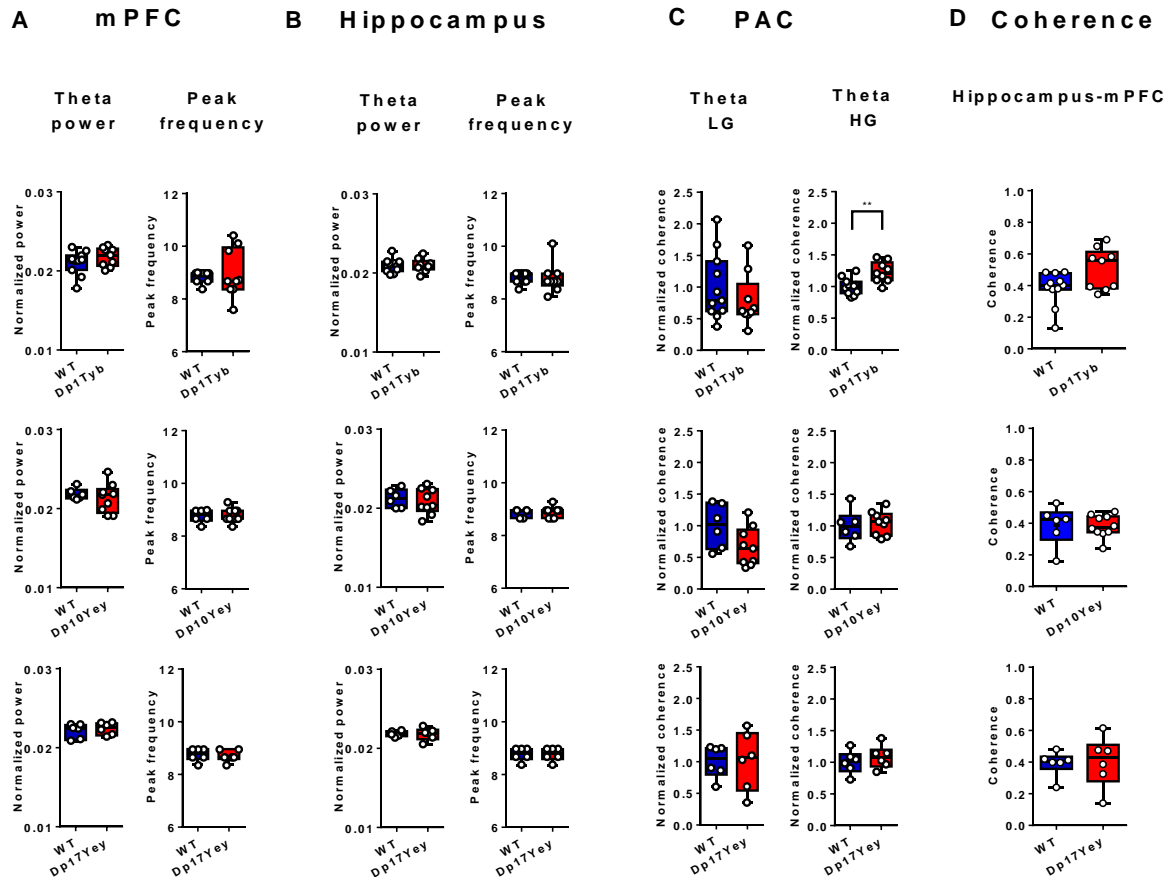 A mPFC B Hippocampus C PAC D Coherence
Theta power
Peak frequency
Theta power
Peak frequency
Theta LG
Theta HG
Hippocampus-mPFC
Normalized power
0.03
0.02
0.01
WT
Dp1Tyb
Peak frequency
12
10
8
6
WT
Dp1Tyb
Normalized power
0.03
0.02
0.01
WT
Dp1Tyb
Peak frequency
12
10
8
6
WT
Dp1Tyb
Normalized coherence
2.5
2.0
1.5
1.0
0.5
0.0
WT
Dp1Tyb
Normalized coherence
2.5
2.0
1.5
1.0
0.5
0.0
**
WT
Dp1Tyb
Coherence
1.0
0.8
0.6
0.4
0.2
0.0
WT
Dp1Tyb
Normalized power
0.03
0.02
0.01
WT
Dp10Yey
Peak frequency
12
10
8
6
WT
Dp10Yey
Normalized power
0.03
0.02
0.01
WT
Dp10Yey
Peak frequency
12
10
8
6
WT
Dp10Yey
Normalized coherence
2.5
2.0
1.5
1.0
0.5
0.0
WT
Dp10Yey
Normalized coherence
2.5
2.0
1.5
1.0
0.5
0.0
WT
Dp10Yey
Coherence
1.0
0.8
0.6
0.4
0.2
0.0
WT
Dp10Yey
Normalized power
0.03
0.02
0.01
WT
Dp17Yey
Peak frequency
12
10
8
6
WT
Dp17Yey
Normalized power
0.03
0.02
0.01
WT
Dp17Yey
Peak frequency
12
10
8
6
WT
Dp17Yey
Normalized coherence
2.5
2.0
1.5
1.0
0.5
0.0
WT
Dp17Yey
Normalized coherence
2.5
2.0
1.5
1.0
0.5
0.0
WT
Dp17Yey
Coherence
1.0
0.8
0.6
0.4
0.2
0.0
WT
Dp17Yey